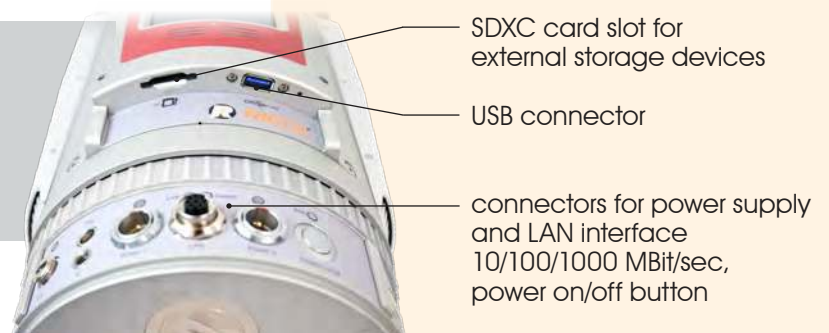 SDXC card slot for
external storage devices
USB connector
connectors for power supply
and LAN interface
10/100/1000 MBit/sec,
power on/off button